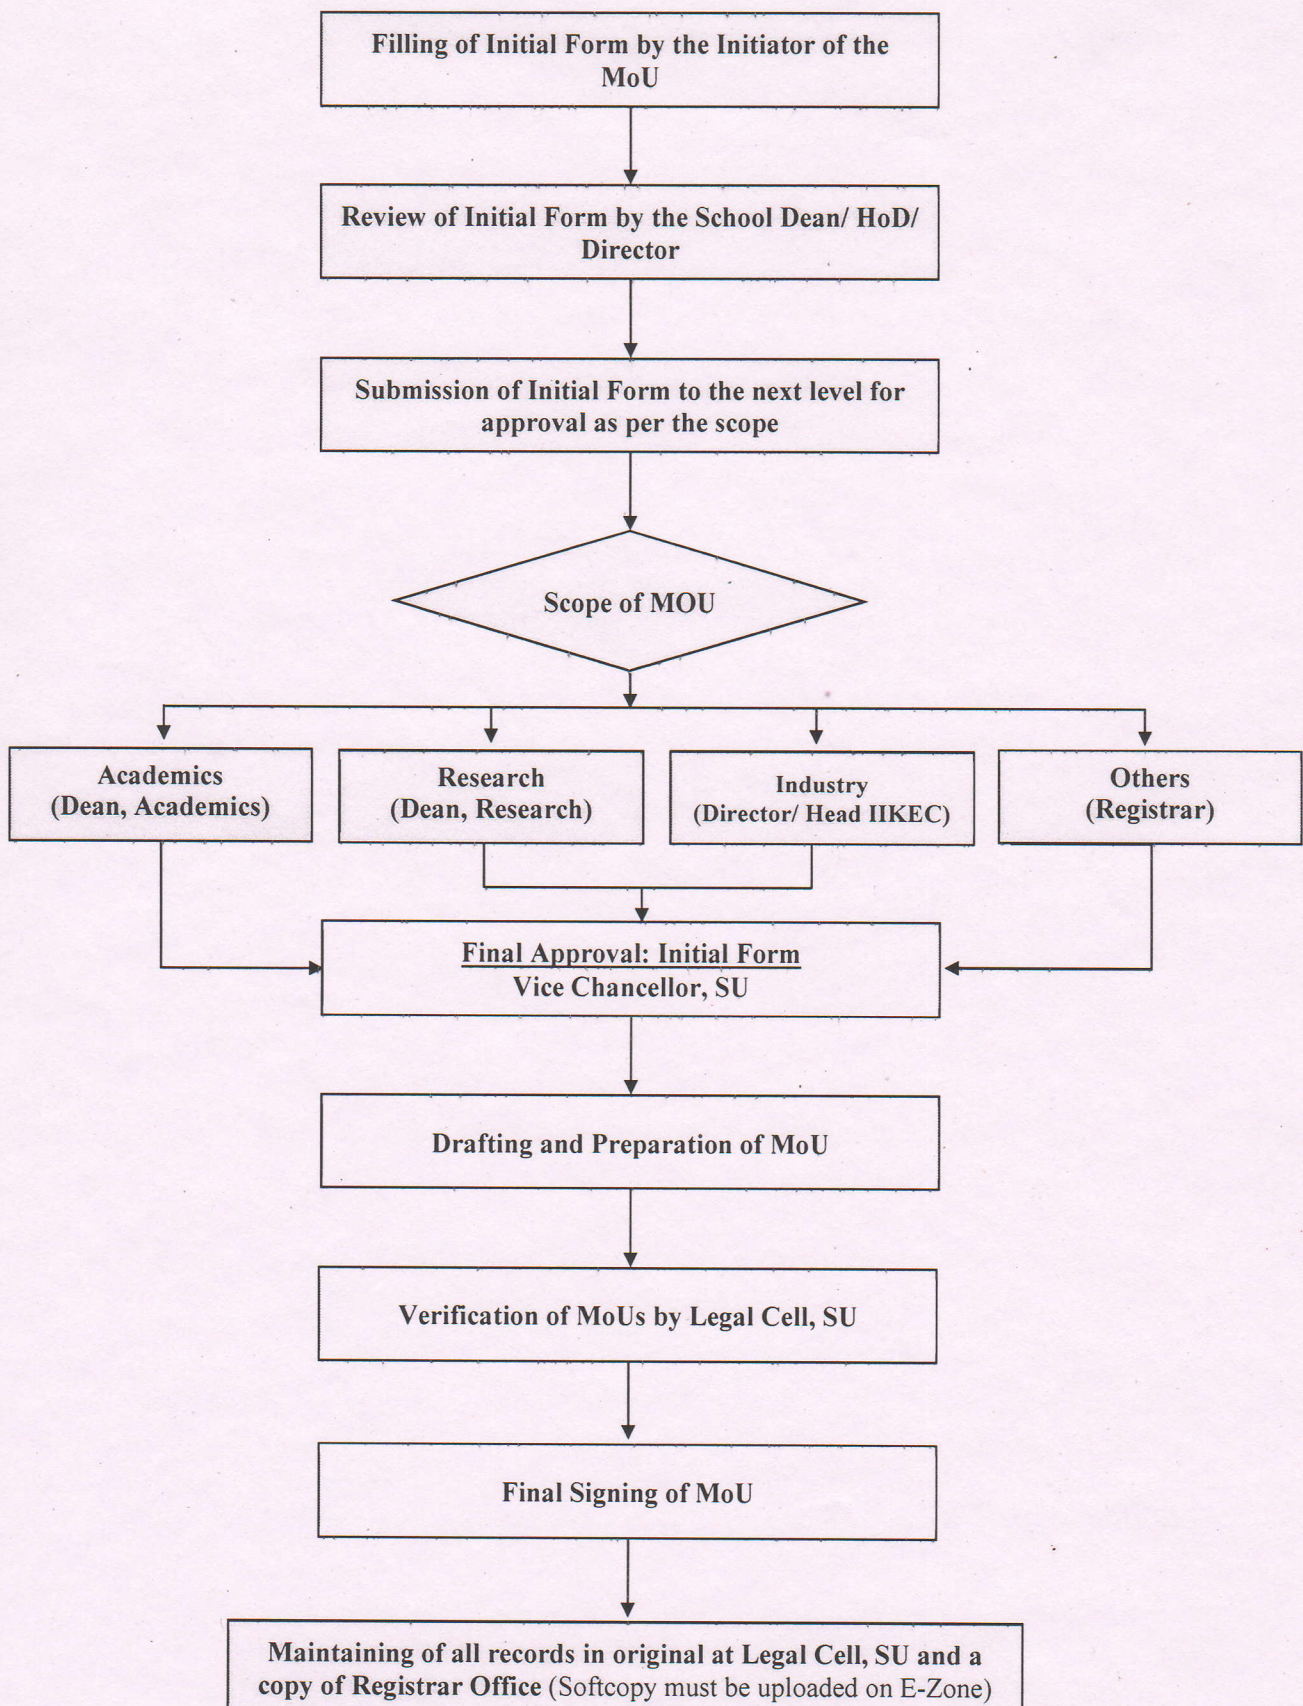 Filling of Initial Form by the Initiator of the
MoU
Review of Initial Form by the School Dean/ HoD/
Director
Submission of Initial Form to the next level for
approval as per the scope
Scope of MOU
Academics
(Dean, Academics)
Research
(Dean, Research)
Industry
(Director/ Head IIKEC)
Others
(Registrar)
Final Approval: Initial Form
Vice Chancellor, SU
Drafting and Preparation of MoU
Verification of MoUs by Legal Cell, SU
Final Signing of MoU
Maintaining of all records in original at Legal Cell, SU and a
copy of Registrar Office (Softcopy must be uploaded on E-Zone)